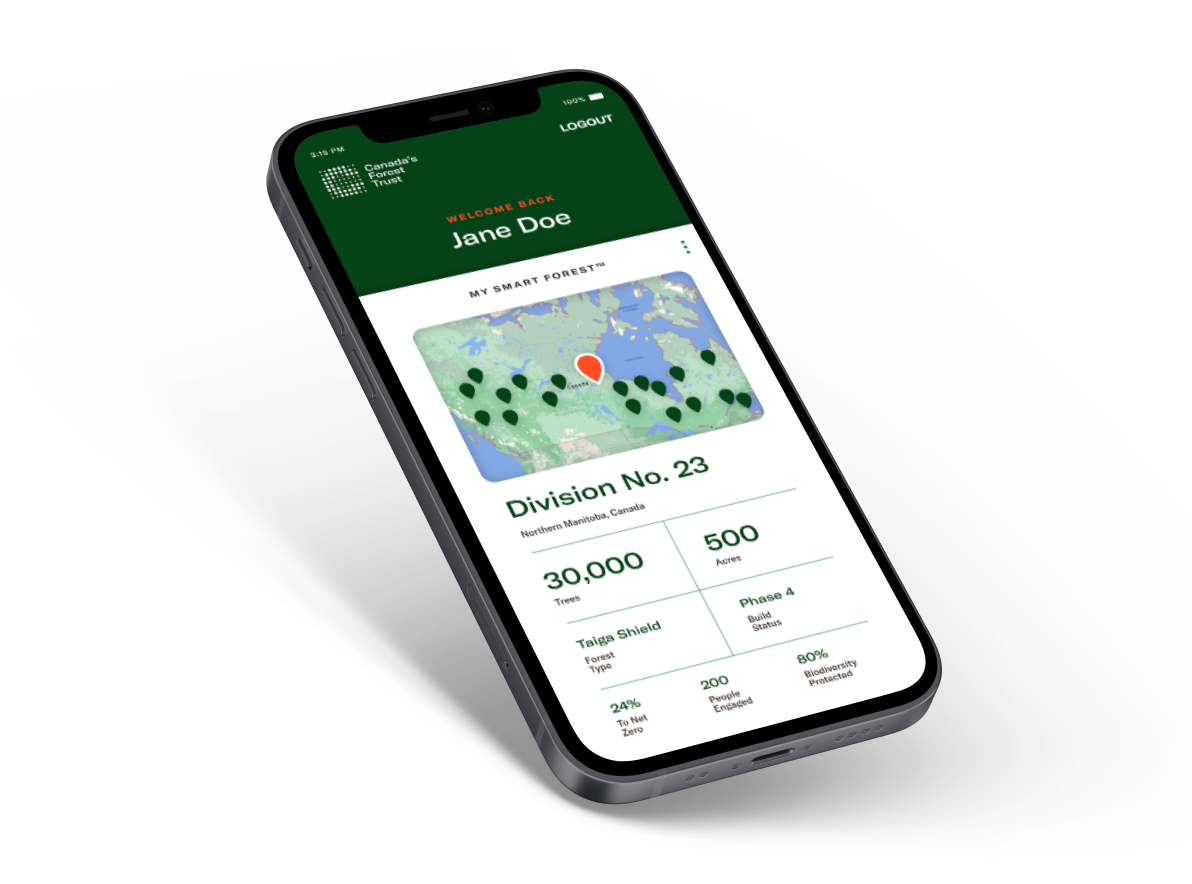 3:15 PM
100%
LOGOUT
Canada's
Forest
Trust
WELCOME BACK
Jane Doe
MY SMART FOREST™
Canada
Division No. 23
Northern Manitoba, Canada
30,000
Trees
500
Acres
Taiga Shield
Forest
Type
Phase 4
Build
Status
24%
To Net
Zero
200
People
Engaged
80%
Biodiversity
Protected